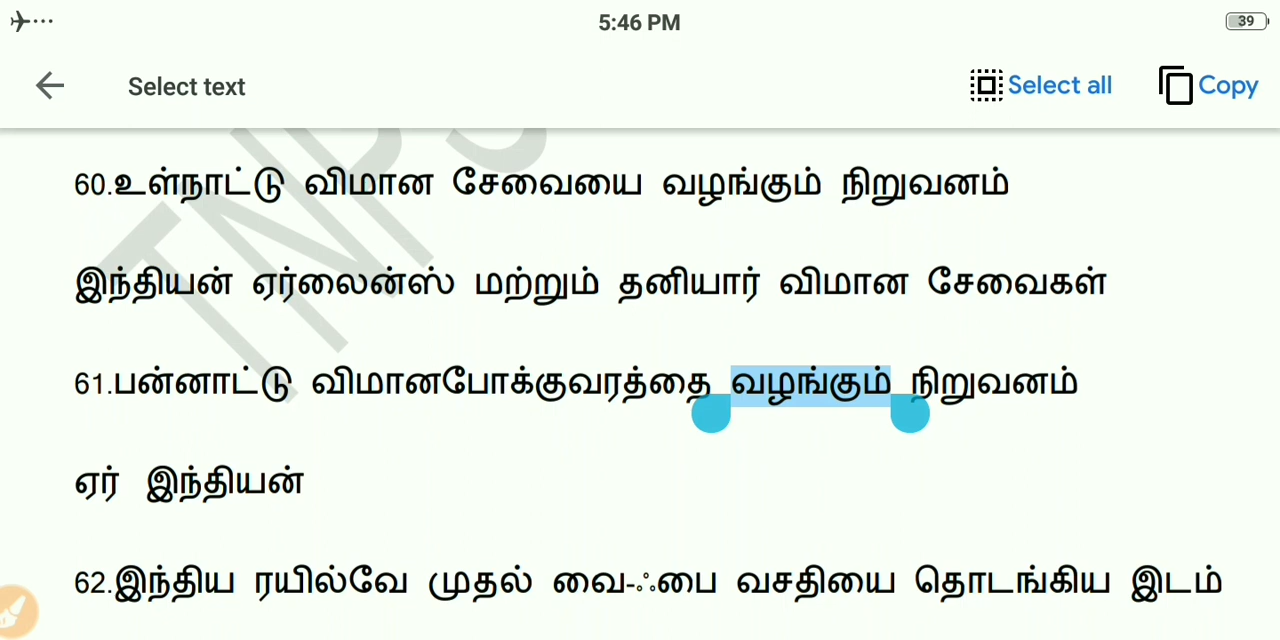 5:46 PM
39
Select text
Select all
Copy
TNPS
60.உள்நாட்டு விமான சேவையை வழங்கும் நிறுவனம்
இந்தியன் ஏர்லைன்ஸ் மற்றும் தனியார் விமான சேவைகள்
61.பன்னாட்டு விமானபோக்குவரத்தை வழங்கும் நிறுவனம்
ஏர் இந்தியன்
62.இந்திய ரயில்வே முதல் வை-ஃபை வசதியை தொடங்கிய இடம்